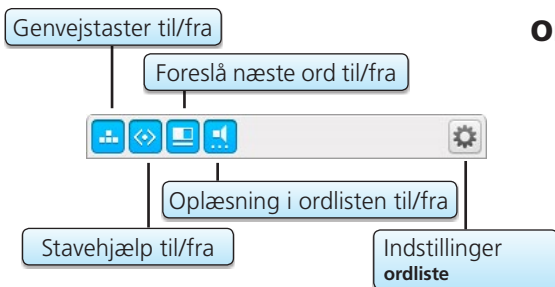 Genvejstaster til/fra
Foreslå næste ord til/fra
Oplæsning i ordlisten til/fra
Stavehjælp til/fra
Indstillinger
ordliste